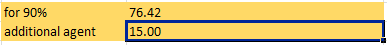 for 90% 76.42
additional agent 15.00